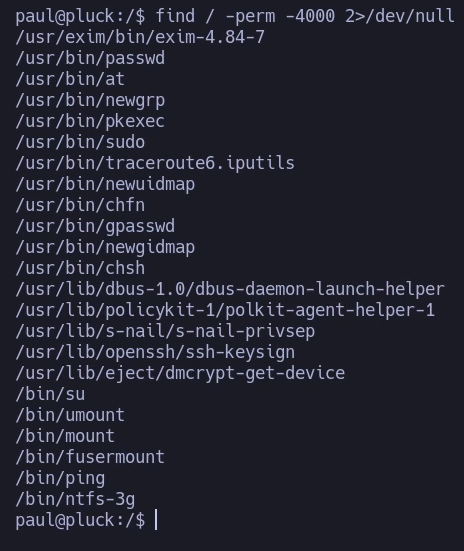 paul@pluck:/$ find / -perm -4000 2>/dev/null
/usr/exim/bin/exim-4.84-7
/usr/bin/passwd
/usr/bin/at
/usr/bin/newgrp
/usr/bin/pkexec
/usr/bin/sudo
/usr/bin/traceroute6.iputils
/usr/bin/newuidmap
/usr/bin/chfn
/usr/bin/gpasswd
/usr/bin/newgidmap
/usr/bin/chsh
/usr/lib/dbus-1.0/dbus-daemon-launch-helper
/usr/lib/policykit-1/polkit-agent-helper-1
/usr/lib/s-nail/s-nail-privsep
/usr/lib/openssh/ssh-keysign
/usr/lib/eject/dmcrypt-get-device
/bin/su
/bin/umount
/bin/mount
/bin/fusermount
/bin/ping
/bin/ntfs-3g
paul@pluck:/$